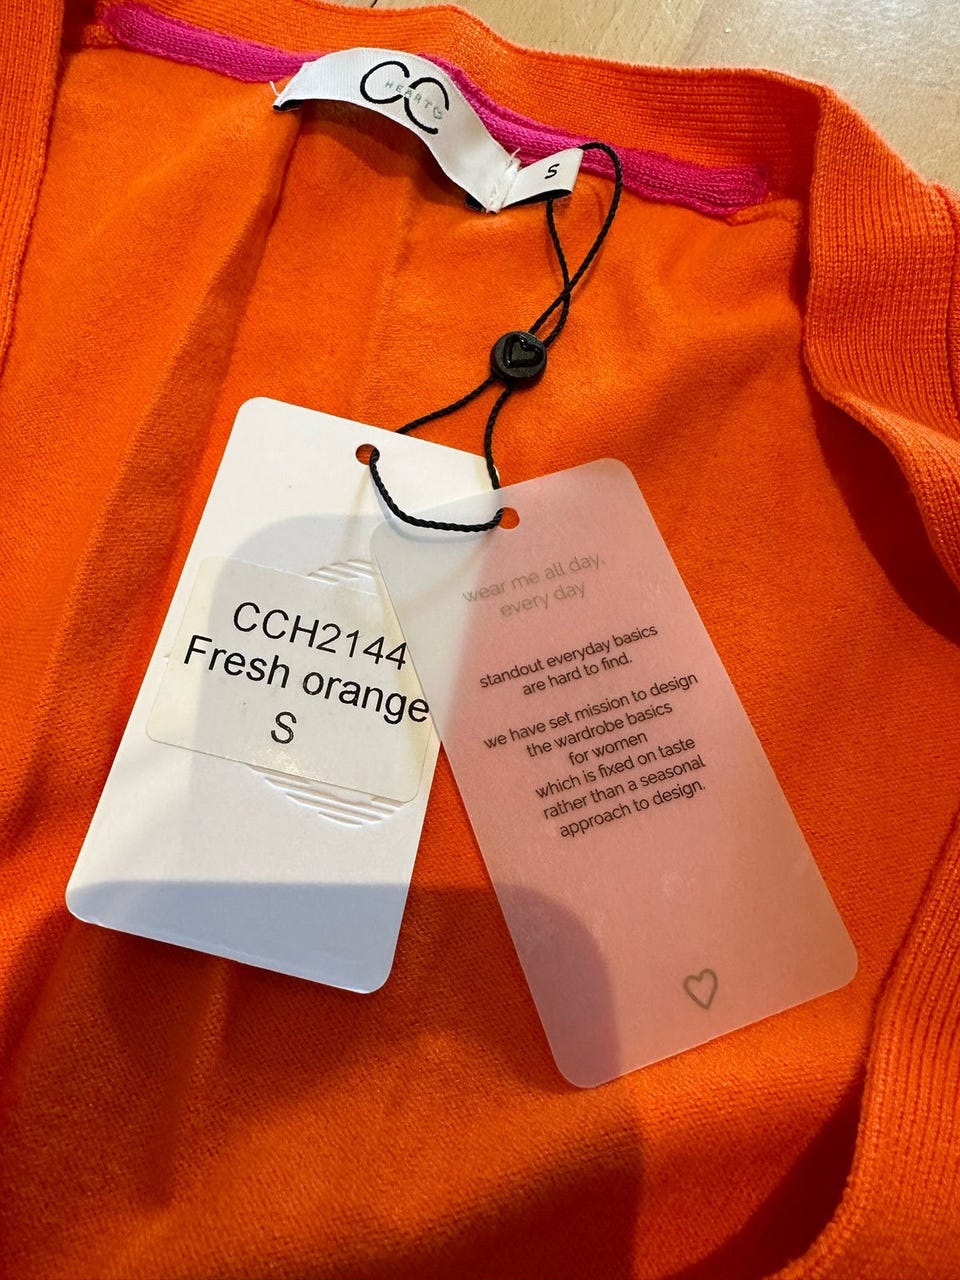 CC
HEART
S
CCH2144
Fresh orange
S
wear me all day,
every day
standout everyday basics
are hard to find.
we have set mission to design
the wardrobe basics
for women
which is fixed on taste
rather than a seasonal
approach to design.